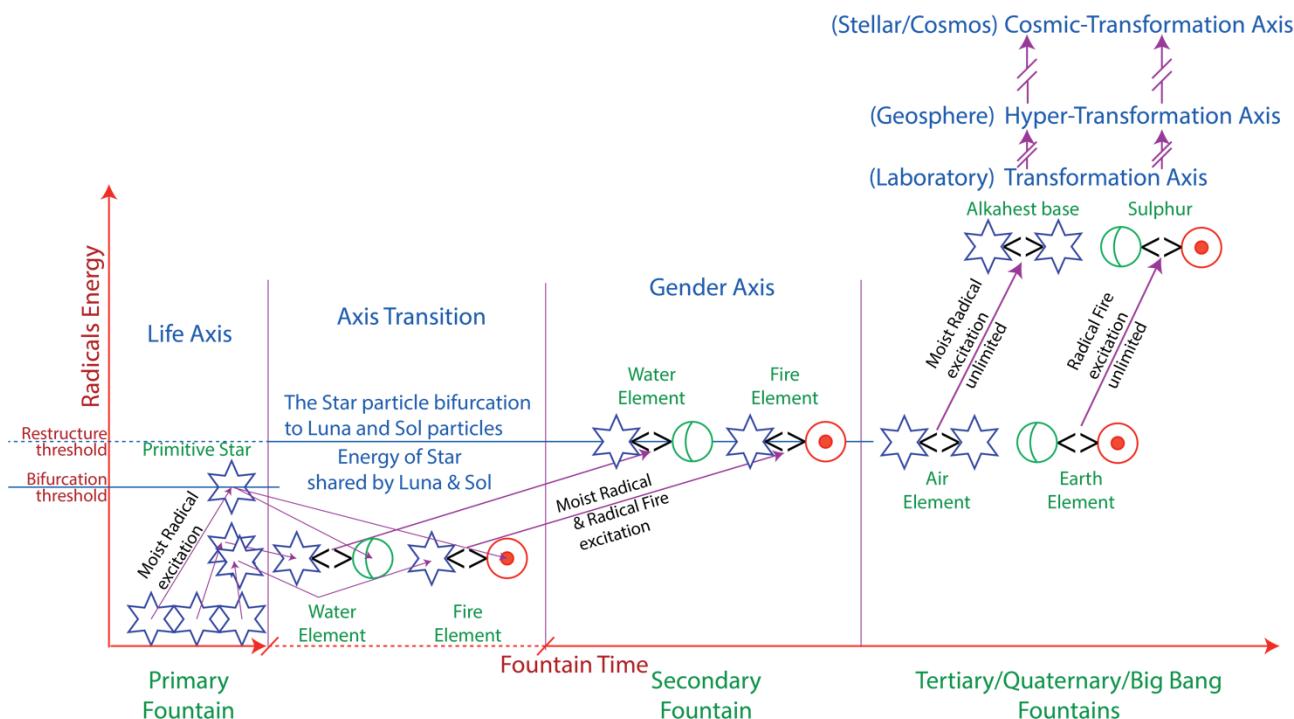 (Stellar/Cosmos) Cosmic-Transformation Axis
(Geosphere) Hyper-Transformation Axis
(Laboratory) Transformation Axis
Alkahest base
Sulphur
Radicals Energy
Life Axis
Axis Transition
Gender Axis
Moist Radical
excitation
unlimited
Radical Fire
excitation
unlimited
Water
Element
Fire
Element
The Star particle bifurcation
to Luna and Sol particles
Energy of Star
shared by Luna & Sol
Restructure
threshold
Primitive Star
Bifurcation
threshold
Moist Radical
excitation
Moist Radical
& Radical Fire
excitation
Air
Element
Earth
Element
Water
Element
Fire
Element
Fountain Time
Primary
Fountain
Secondary
Fountain
Tertiary/Quaternary/Big Bang
Fountains